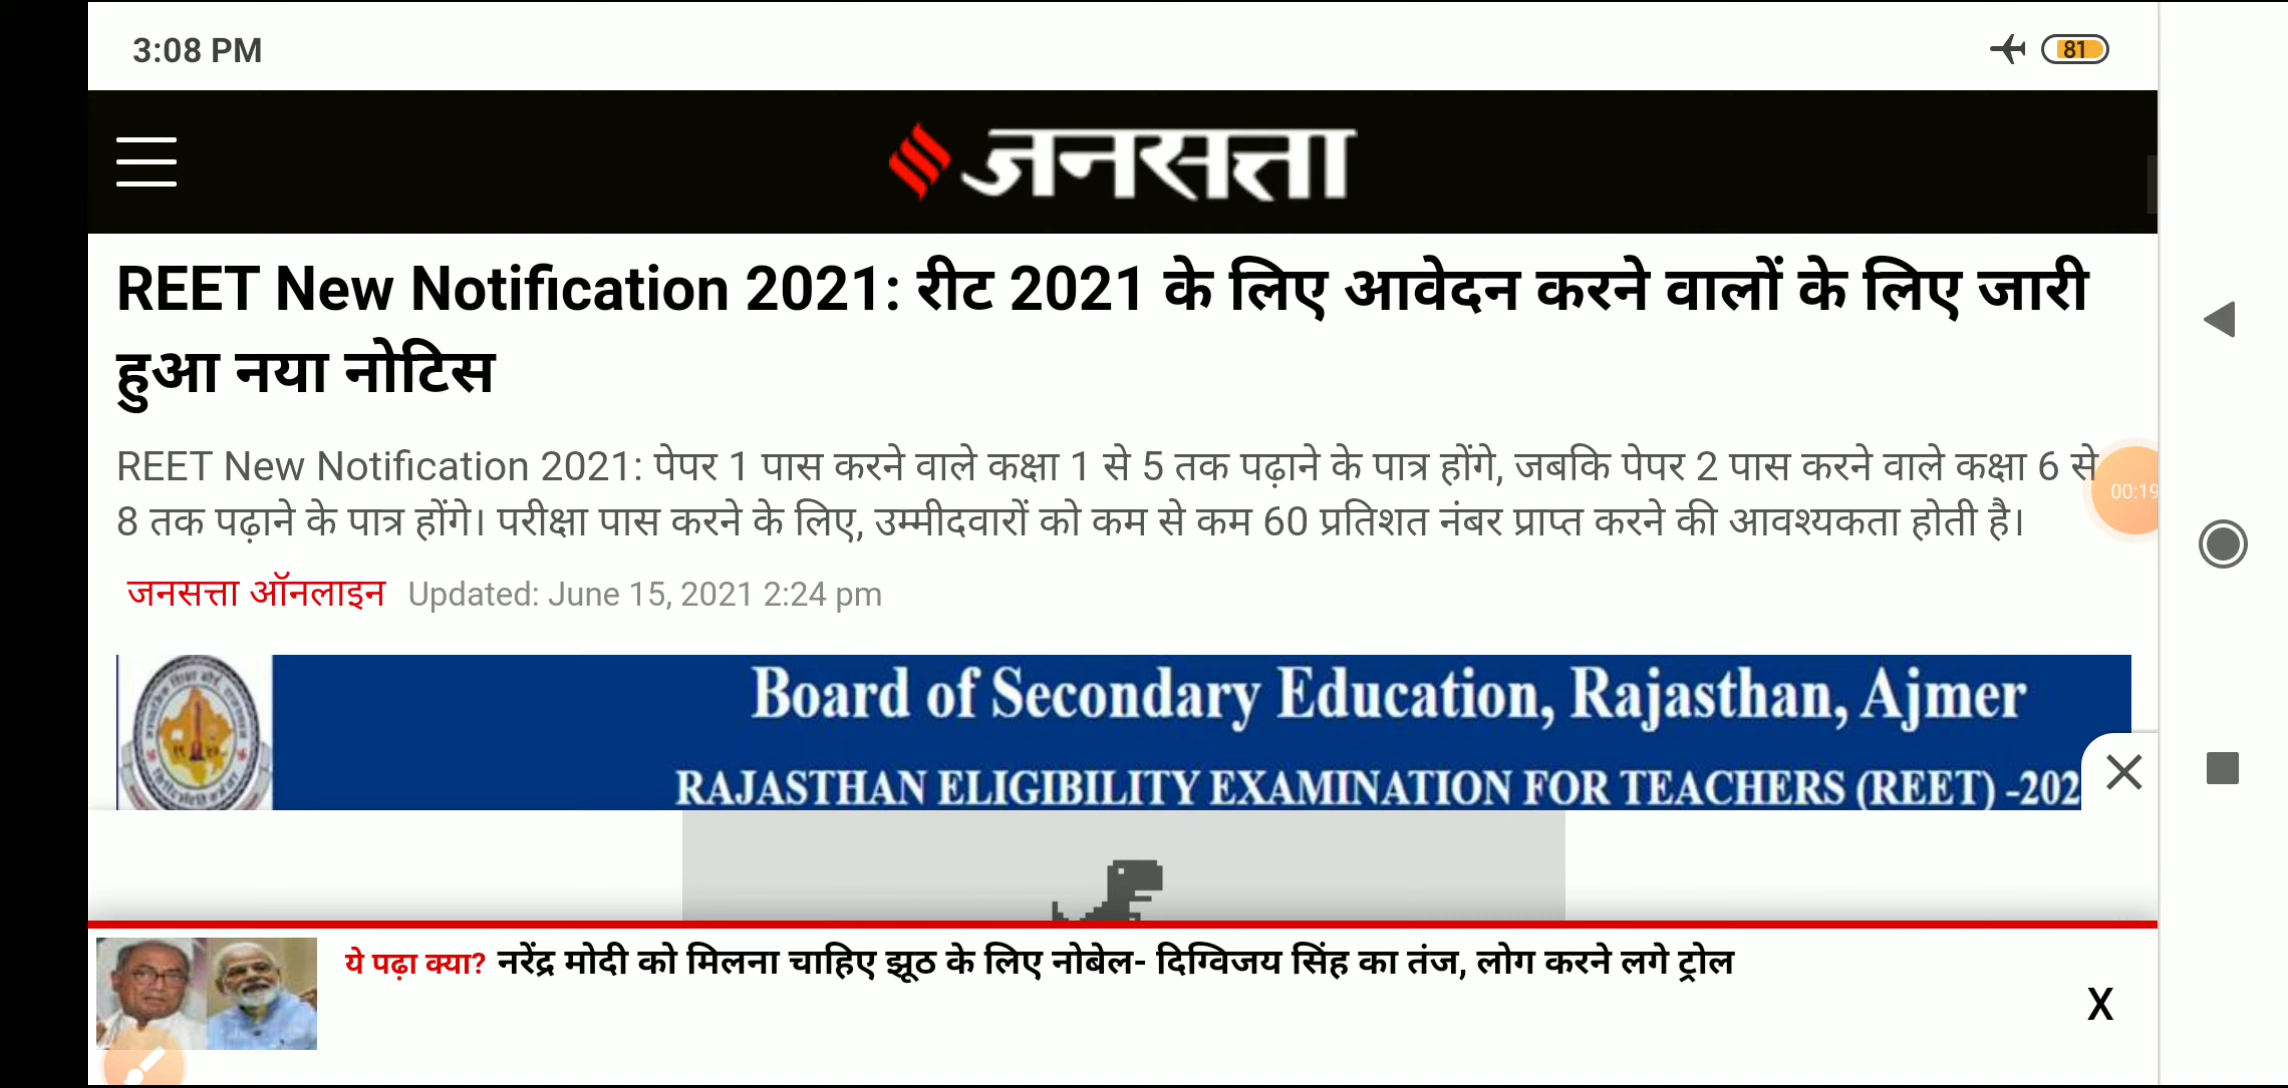 3:08 PM
81
जनसत्ता
REET New Notification 2021: रीट 2021 के लिए आवेदन करने वालों के लिए जारी
हुआ नया नोटिस
REET New Notification 2021: पेपर 1 पास करने वाले कक्षा 1 से 5 तक पढ़ाने के पात्र होंगे, जबकि पेपर 2 पास करने वाले कक्षा 6 से
8 तक पढ़ाने के पात्र होंगे। परीक्षा पास करने के लिए, उम्मीदवारों को कम से कम 60 प्रतिशत नंबर प्राप्त करने की आवश्यकता होती है।
00:19
जनसत्ता ऑनलाइन Updated: June 15, 2021 2:24 pm
Board of Secondary Education, Rajasthan, Ajmer
RAJASTHAN ELIGIBILITY EXAMINATION FOR TEACHERS (REET) -202
ये पढ़ा क्या? नरेंद्र मोदी को मिलना चाहिए झूठ के लिए नोबेल- दिग्विजय सिंह का तंज, लोग करने लगे ट्रोल
X